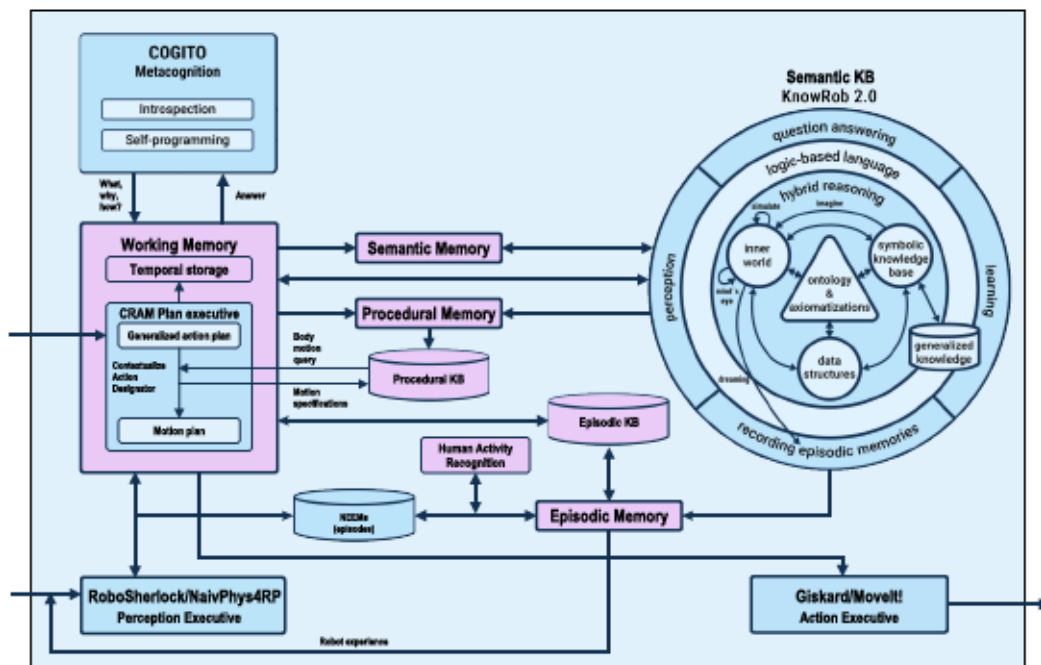 COGITO
Metacognition
Introspection
Self-programming
What,
why,
how?
Answer
Working Memory
Temporal storage
CRAM Plan executive
Generalized action plan
Contextualize
Action
Designator
Motion plan
Semantic Memory
Procedural Memory
Body
motion
query
Procedural KB
Motion
specifications
Episodic KB
Human Activity
Recognition
NEEMs
(episodes)
Episodic Memory
RoboSherlock/NaivPhys4RP
Perception Executive
Robot experience
Giskard/MoveIt!
Action Executive
Semantic KB
KnowRob 2.0
question answering
logic-based language
hybrid reasoning
simulate
imagine
inner
world
symbolic
knowledge
base
mind's
eye
ontology
&
axiomatizations
perception
learning
data
structures
generalized
knowledge
dreaming
recording episodic memories